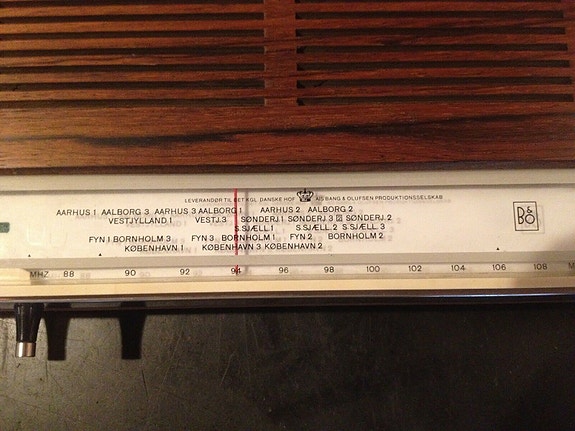 LEVERANDØR TIL DET KGL. DANSKE HOF A/S BANG & OLUFSEN PRODUKTIONSSELSKAB
AARHUS 1 AALBORG 3 AARHUS 3 AALBORG 1 AARHUS 2 AALBORG 2
VESTJYLLAND 1 VESTJ. 3 SØNDERJ. 1 SØNDERJ. 3 SØNDERJ. 2
S.SJÆLL. 1 S.SJÆLL. 2 S.SJÆLL. 3
FYN 1 BORNHOLM 3 FYN 3 BORNHOLM 1 FYN 2 BORNHOLM 2
KØBENHAVN 1 KØBENHAVN 3 KØBENHAVN 2
B&O
MHZ 88 90 92 94 96 98 100 102 104 106 108 M